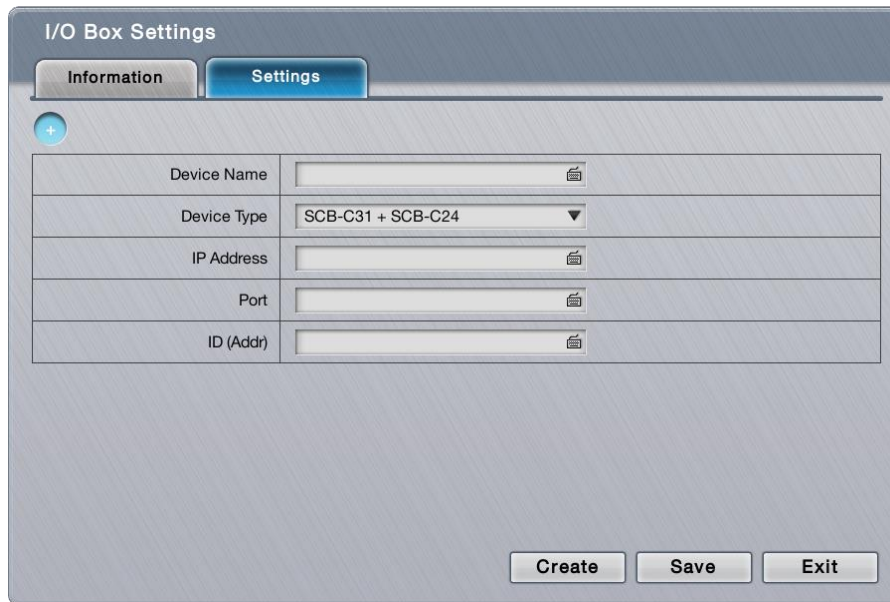 I/O Box Settings
Information
Settings
+
Device Name
Device Type
SCB-C31 + SCB-C24
IP Address
Port
ID (Addr)
Create
Save
Exit